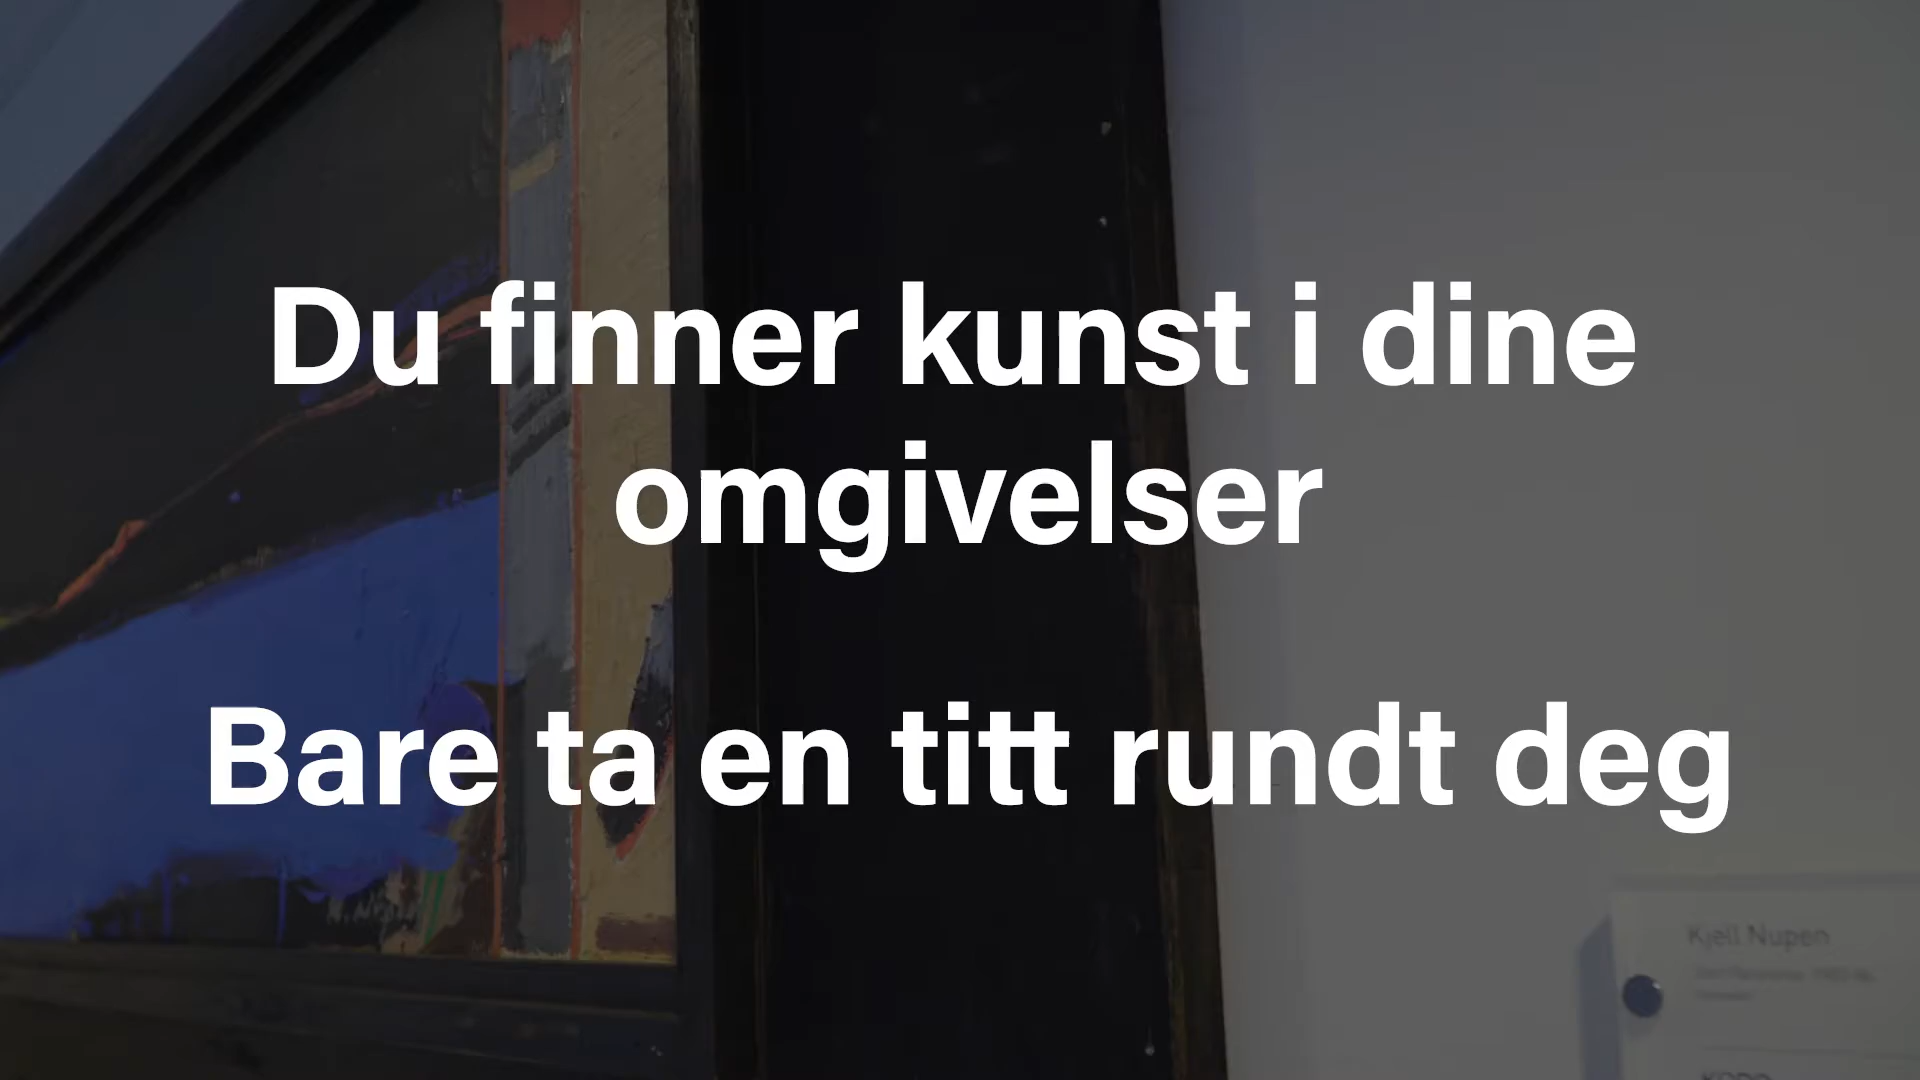 Du finner kunst i dine
omgivelser
Bare ta en titt rundt deg
Kjell Nupen